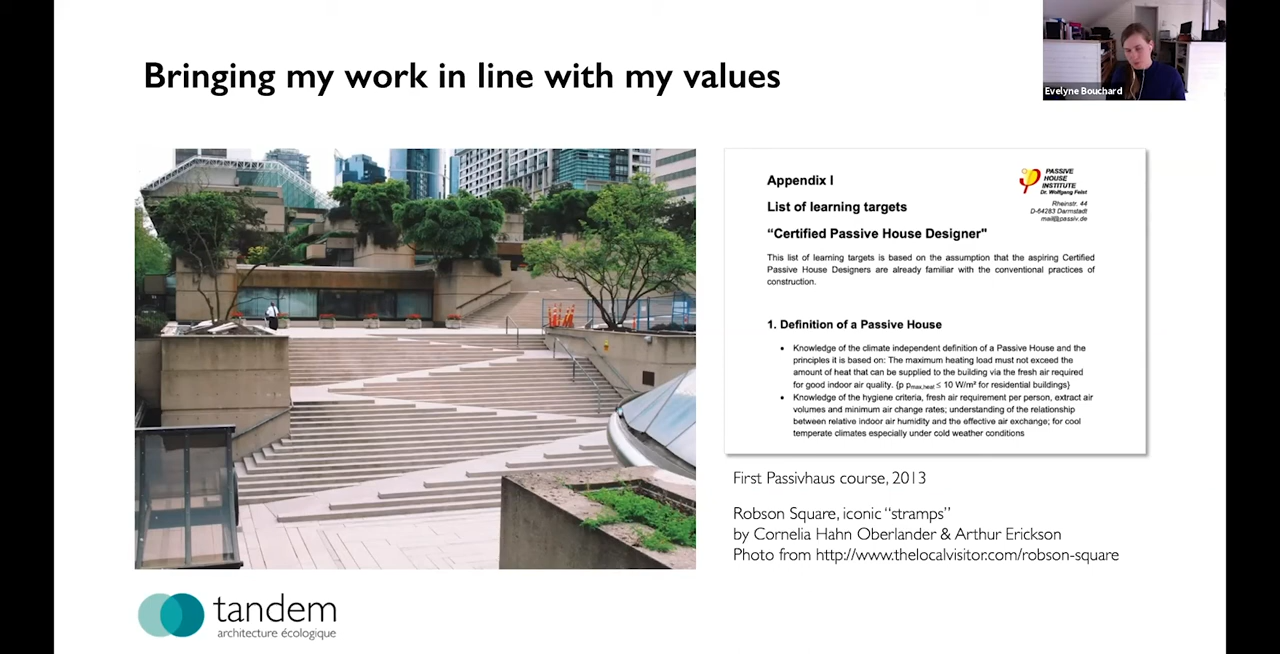 Bringing my work in line with my values
Evelyne Bouchard
Appendix I
List of learning targets
“Certified Passive House Designer"
This list of learning targets is based on the assumption that the aspiring Certified
Passive House Designers are already familiar with the conventional practices of
construction.
PASSIVE
HOUSE
INSTITUTE
Dr. Wolfgang Feist
Rheinstr. 44
D-64283 Darmstadt
mail@passiv.de
1. Definition of a Passive House
• Knowledge of the climate independent definition of a Passive House and the
principles it is based on: The maximum heating load must not exceed the
amount of heat that can be supplied to the building via the fresh air required
for good indoor air quality. {p pmax,heat ≤ 10 W/m² for residential buildings}
• Knowledge of the hygiene criteria, fresh air requirement per person, extract air
volumes and minimum air change rates; understanding of the relationship
between relative indoor air humidity and the effective air exchange; for cool
temperate climates especially under cold weather conditions
First Passivhaus course, 2013
Robson Square, iconic “stramps”
by Cornelia Hahn Oberlander & Arthur Erickson
Photo from http://www.thelocalvisitor.com/robson-square
tandem
architecture écologique